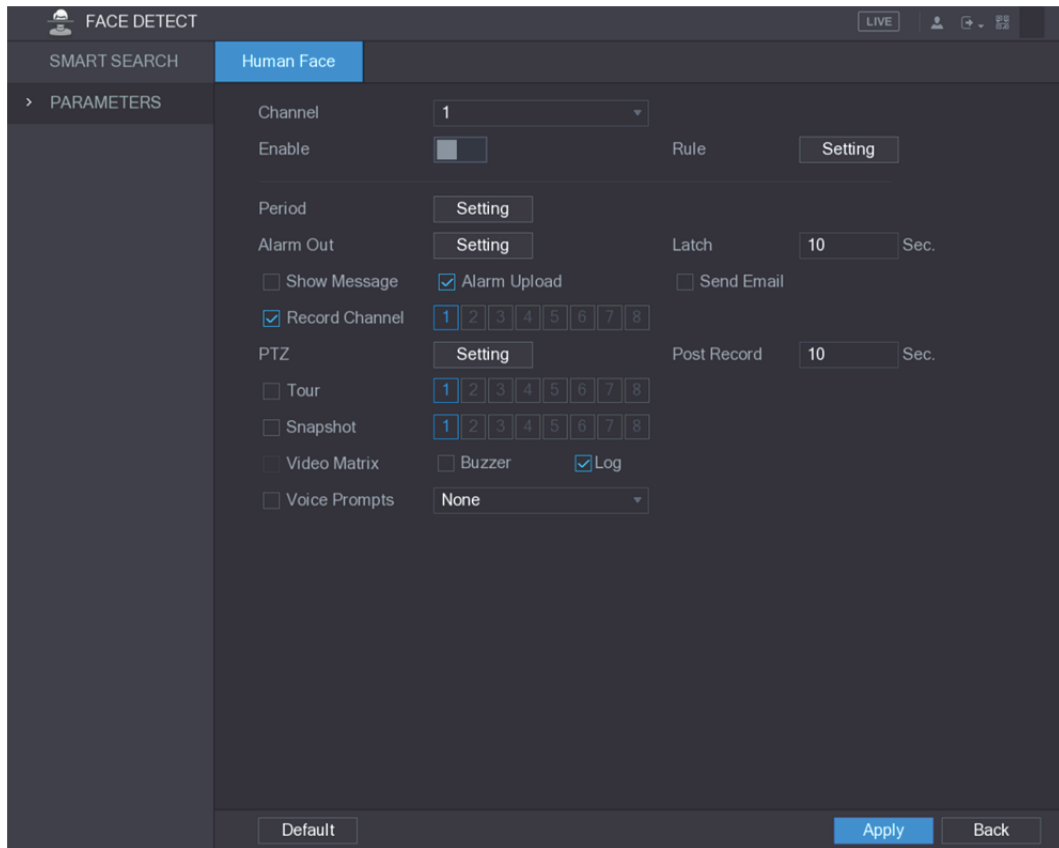 FACE DETECT LIVE
SMART SEARCH Human Face
PARAMETERS
Channel 1
Enable Rule Setting
Period Setting
Alarm Out Setting Latch 10 Sec.
Show Message Alarm Upload Send Email
Record Channel 1 2 3 4 5 6 7 8
PTZ Setting Post Record 10 Sec.
Tour 1 2 3 4 5 6 7 8
Snapshot 1 2 3 4 5 6 7 8
Video Matrix Buzzer Log
Voice Prompts None
Default Apply Back